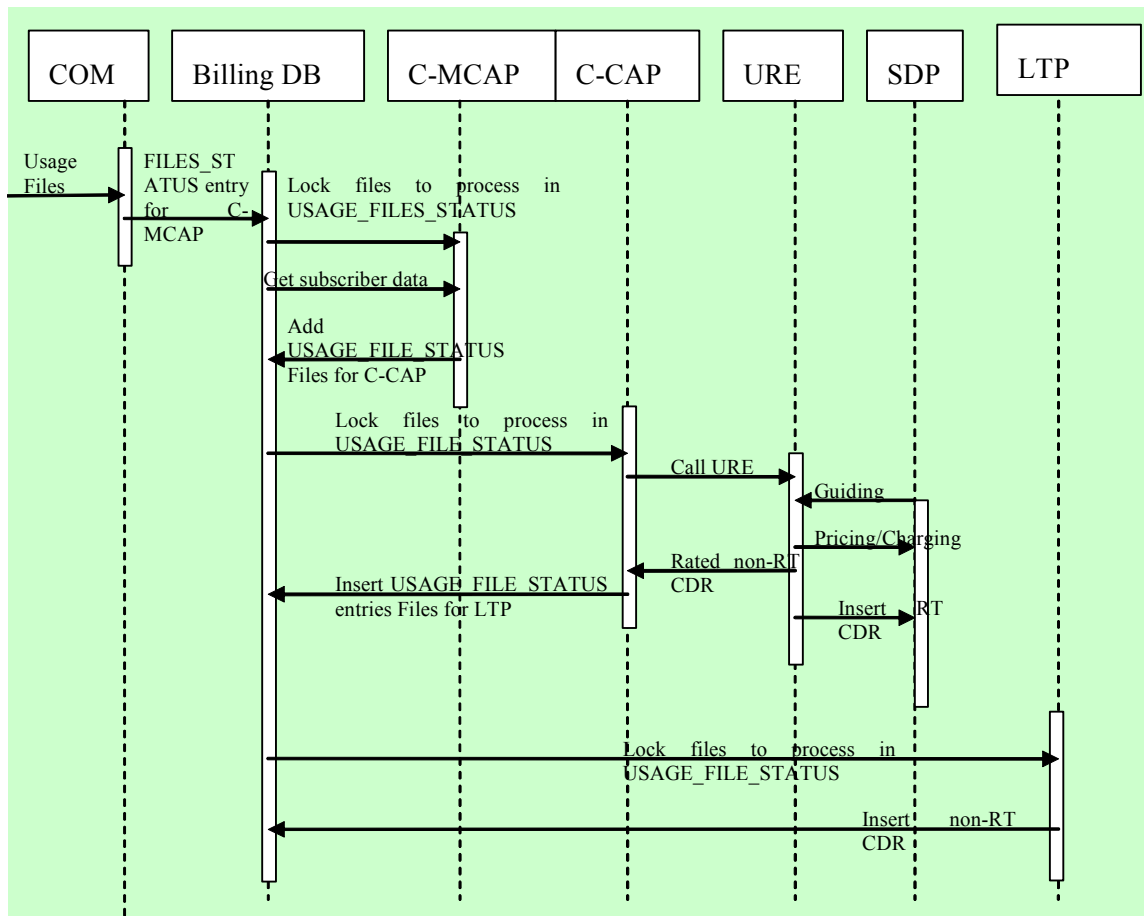 COM
Billing DB
C-MCAP
C-CAP
URE
SDP
LTP
Usage
Files
FILES_ST
ATUS entry
for C-
MCAP
Lock files to process in
USAGE_FILES_STATUS
Get subscriber data
Add
USAGE_FILE_STATUS
Files for C-CAP
Lock files to process in
USAGE_FILE_STATUS
Call URE
Guiding
Pricing/Charging
Rated non-RT
CDR
Insert USAGE_FILE_STATUS
entries Files for LTP
Insert RT
CDR
Lock files to process in
USAGE_FILE_STATUS
Insert non-RT
CDR